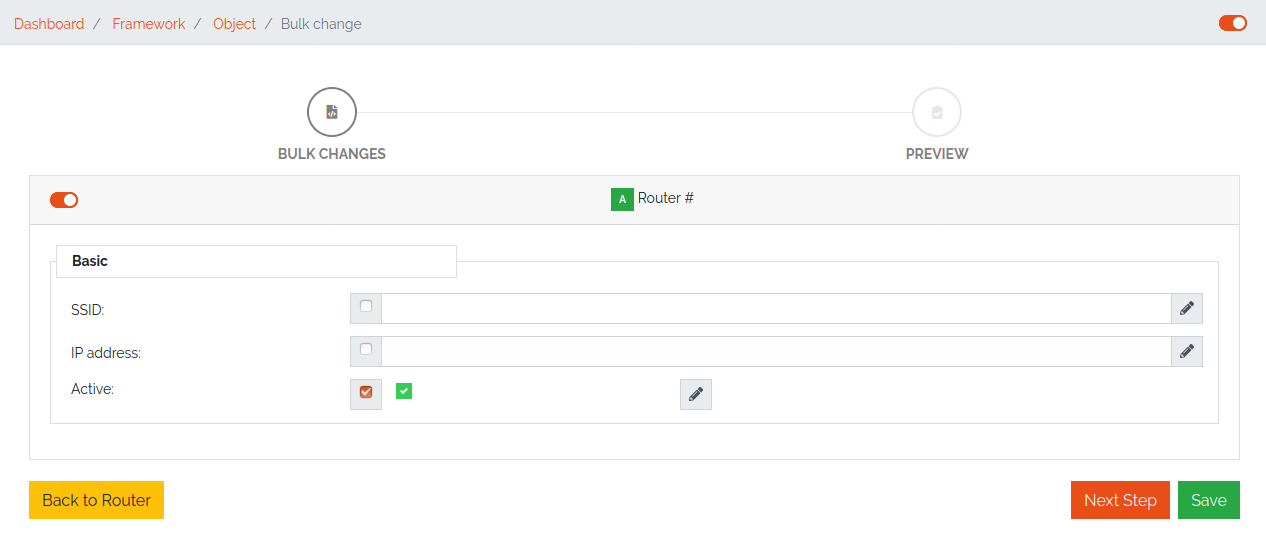 Dashboard / Framework / Object / Bulk change
BULK CHANGES
PREVIEW
A Router #
Basic
SSID:
IP address:
Active:
Back to Router
Next Step
Save